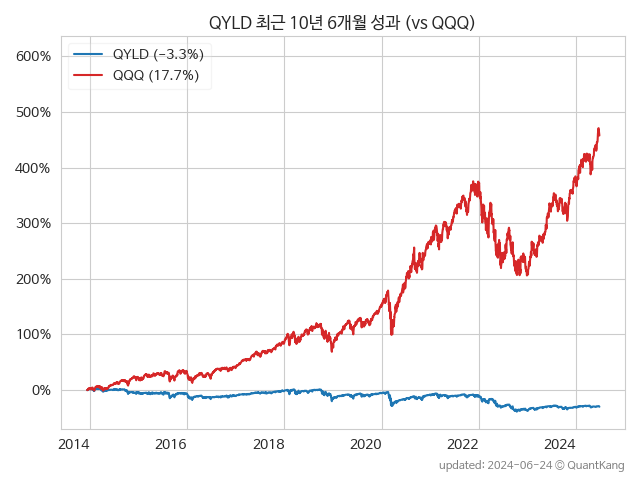 QYLD 최근 10년 6개월 성과 (vs QQQ)
QYLD (-3.3%)
QQQ (17.7%)
600%
500%
400%
300%
200%
100%
0%
2014 2016 2018 2020 2022 2024
updated: 2024-06-24 © QuantKang